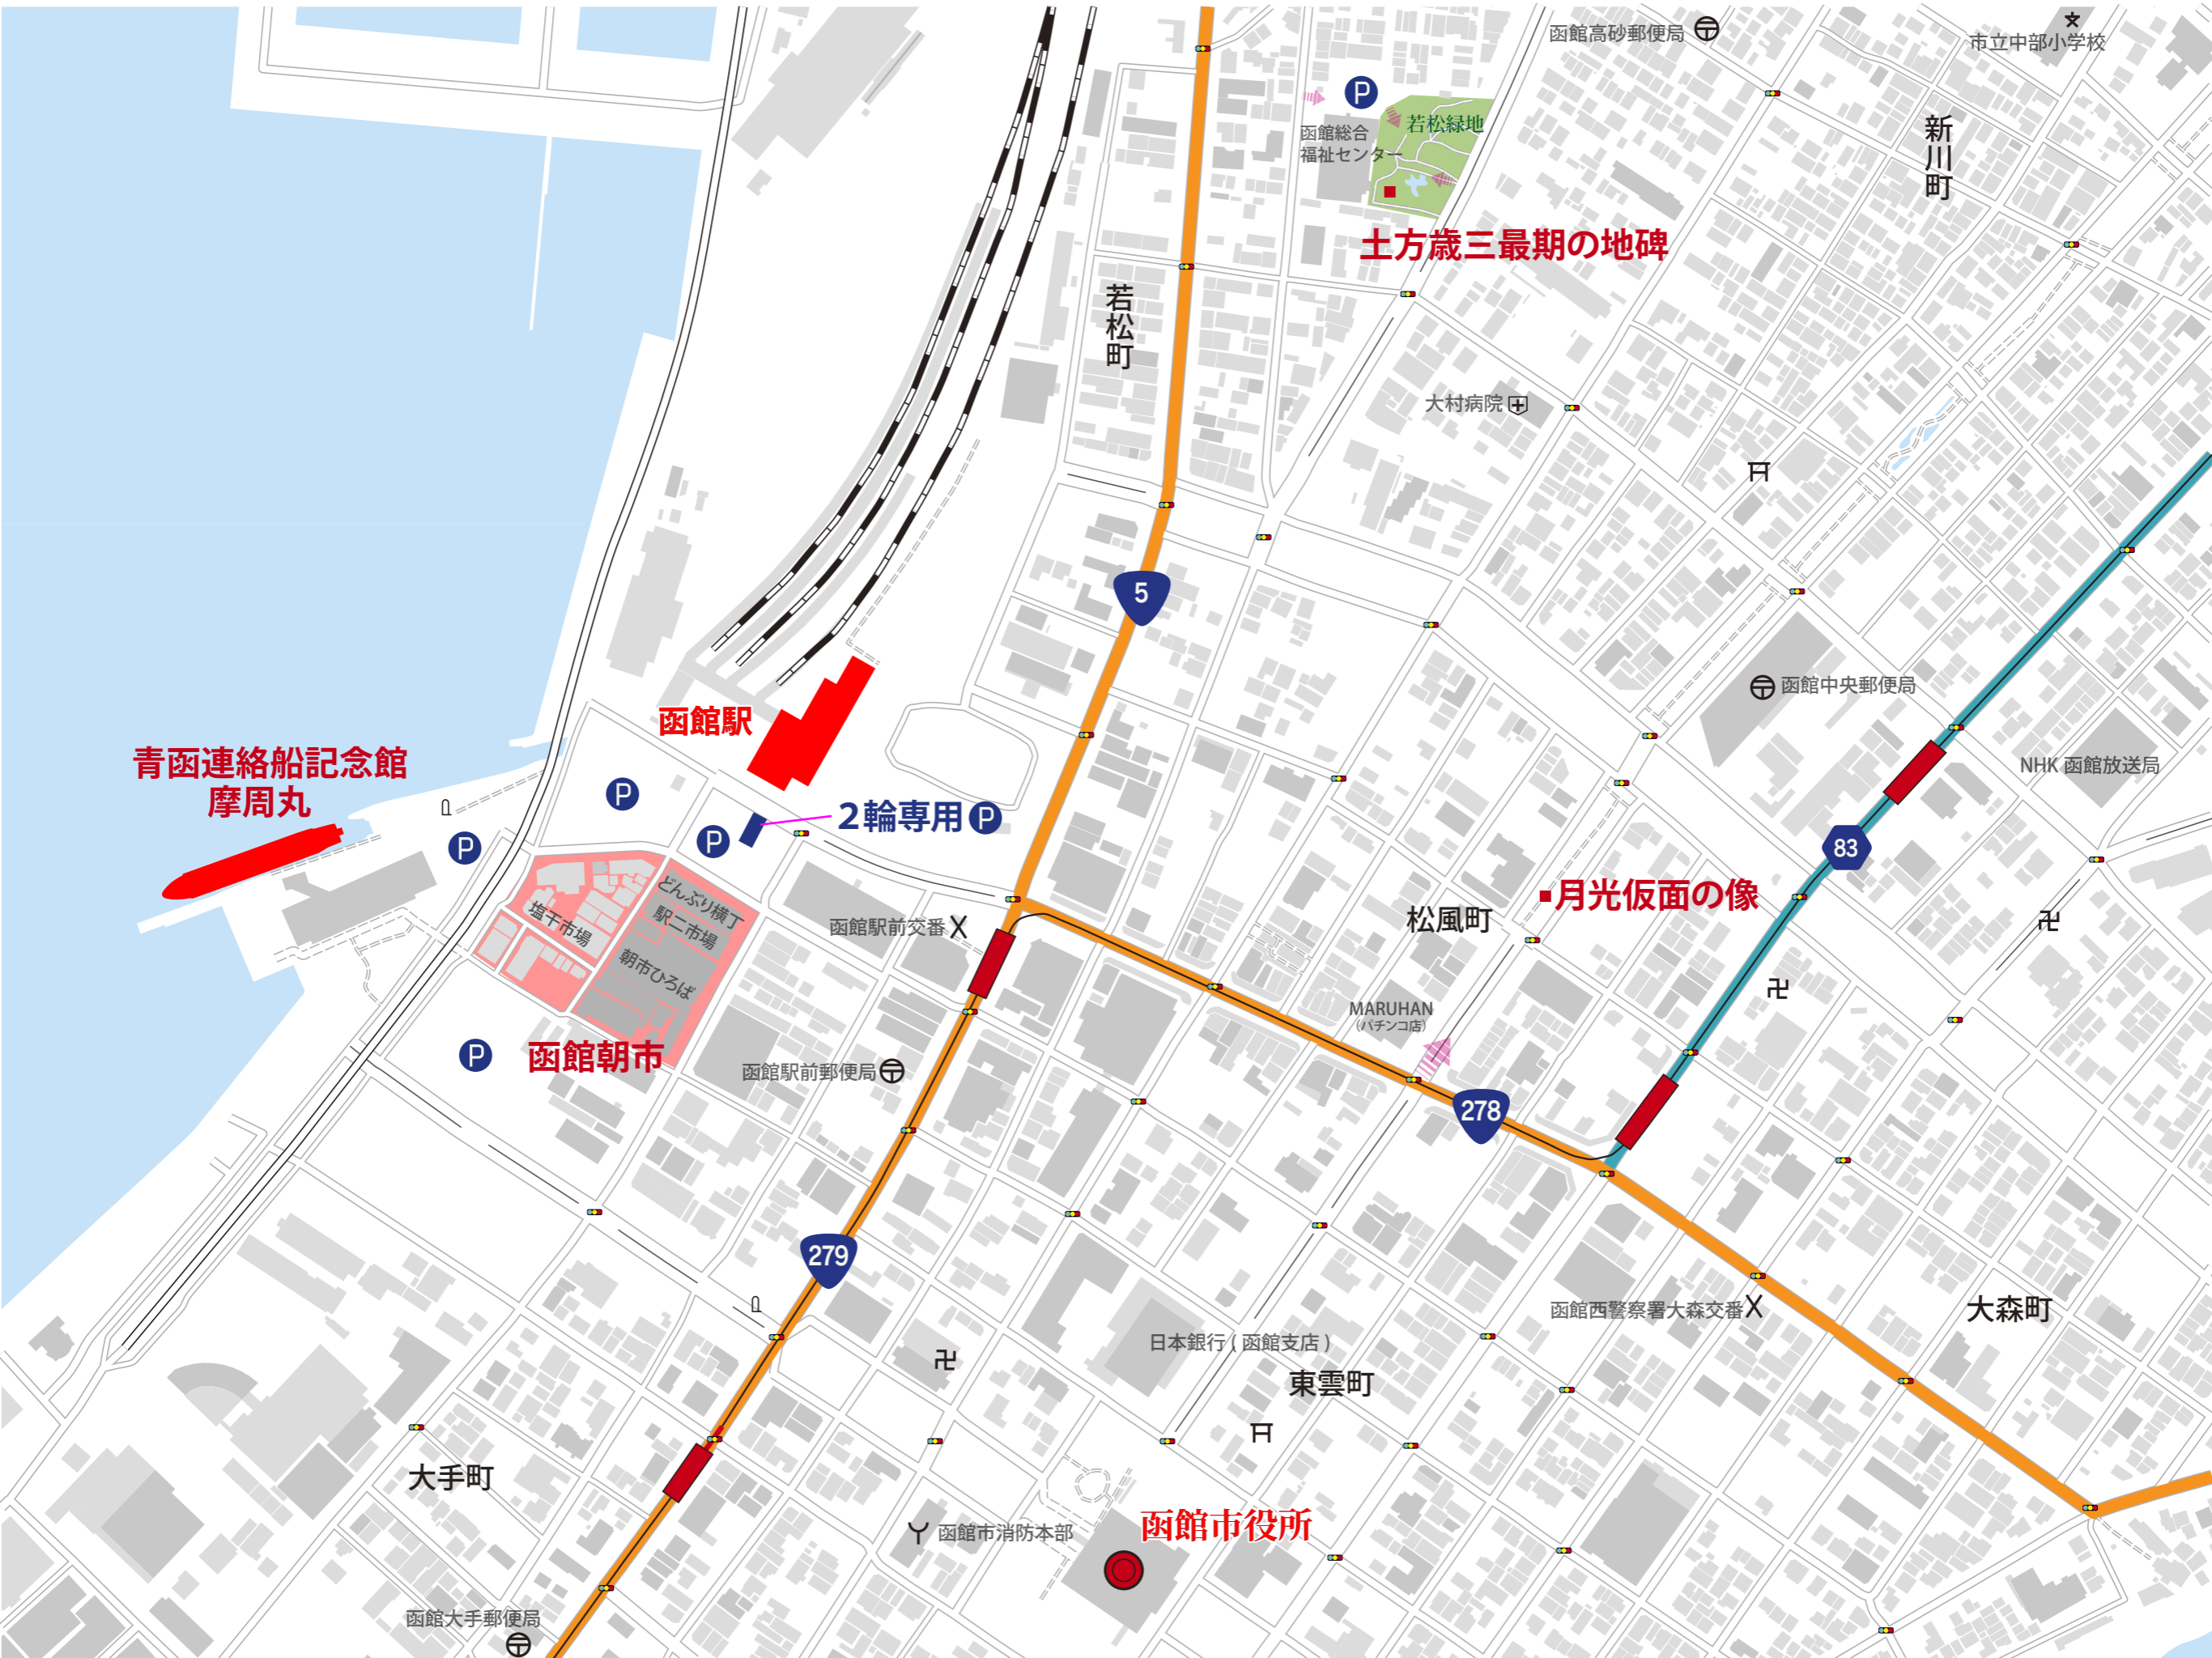 函館高砂郵便局
市立中部小学校
新川町
P
函館総合
福祉センター
若松緑地
土方歳三最期の地碑
若松町
大村病院
5
函館中央郵便局
NHK 函館放送局
函館駅
青函連絡船記念館
摩周丸
P
P
P
2輪専用 P
83
どんぶり横丁
駅二市場
塩干市場
朝市ひろば
函館朝市
P
函館駅前交番
函館駅前郵便局
松風町
月光仮面の像
MARUHAN
(パチンコ店)
278
279
日本銀行 ( 函館支店 )
東雲町
函館西警察署大森交番
大森町
大手町
函館市消防本部
函館市役所
函館大手郵便局